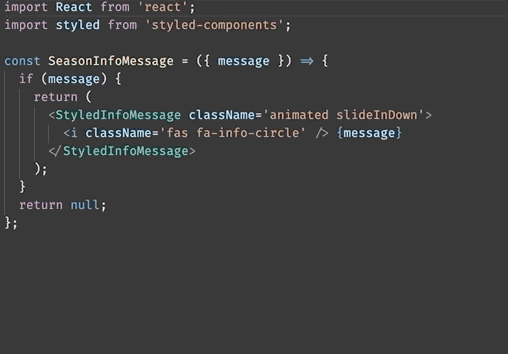 import React from 'react';
import styled from 'styled-components';
const SeasonInfoMessage = ({ message }) => {
if (message) {
return (
<StyledInfoMessage className='animated slideInDown'>
<i className='fas fa-info-circle' /> {message}
</StyledInfoMessage>
);
}
return null;
};